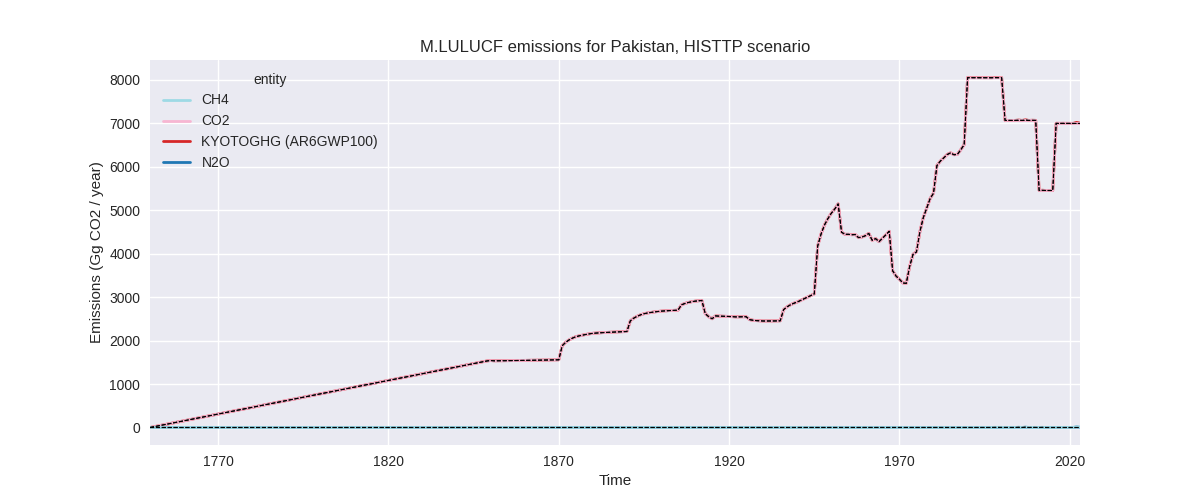 M.LULUCF emissions for Pakistan, HISTTP scenario
entity
CH4
CO2
KYOTOGHG (AR6GWP100)
N2O
Emissions (Gg CO2 / year)
8000
7000
6000
5000
4000
3000
2000
1000
0
1770 1820 1870 1920 1970 2020
Time